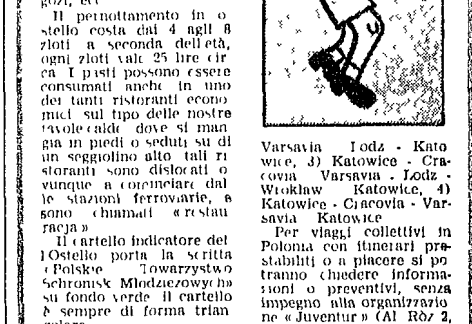 gozi, ecc
Il pernottamento in o
stello costa dai 4 agli 8
zloti a seconda dell'età,
ogni zloti vale 25 lire cir
ca I pasti possono essere
consumati anche in uno
dei tanti ristoranti econo
mici sul tipo delle nostre
tavole calde dove si man
gia in piedi o seduti su di
un seggiolino alto tali ri
storanti sono dislocati o
vunque a cominciare dal
le stazioni ferroviarie, e
sono chiamati « restau
racja »
Il cartello indicatore del
l'Ostello porta la scritta
« Polskie Towarzystwo
Schronisk Mlodziezowych»
su fondo verde il cartello
è sempre di forma trian
golare
Varsavia Lodz - Kato
wice, 3) Katowice - Cra-
covia Varsavia - Lodz -
Wroklaw Katowice, 4)
Katowice - Cracovia - Var-
savia Katowice
Per viaggi collettivi in
Polonia con itinerari pre-
stabiliti o a piacere si po
tranno chiedere informa-
zioni o preventivi, senza
impegno alla organizzazio
ne « Juventur » (Al Ròz 2,